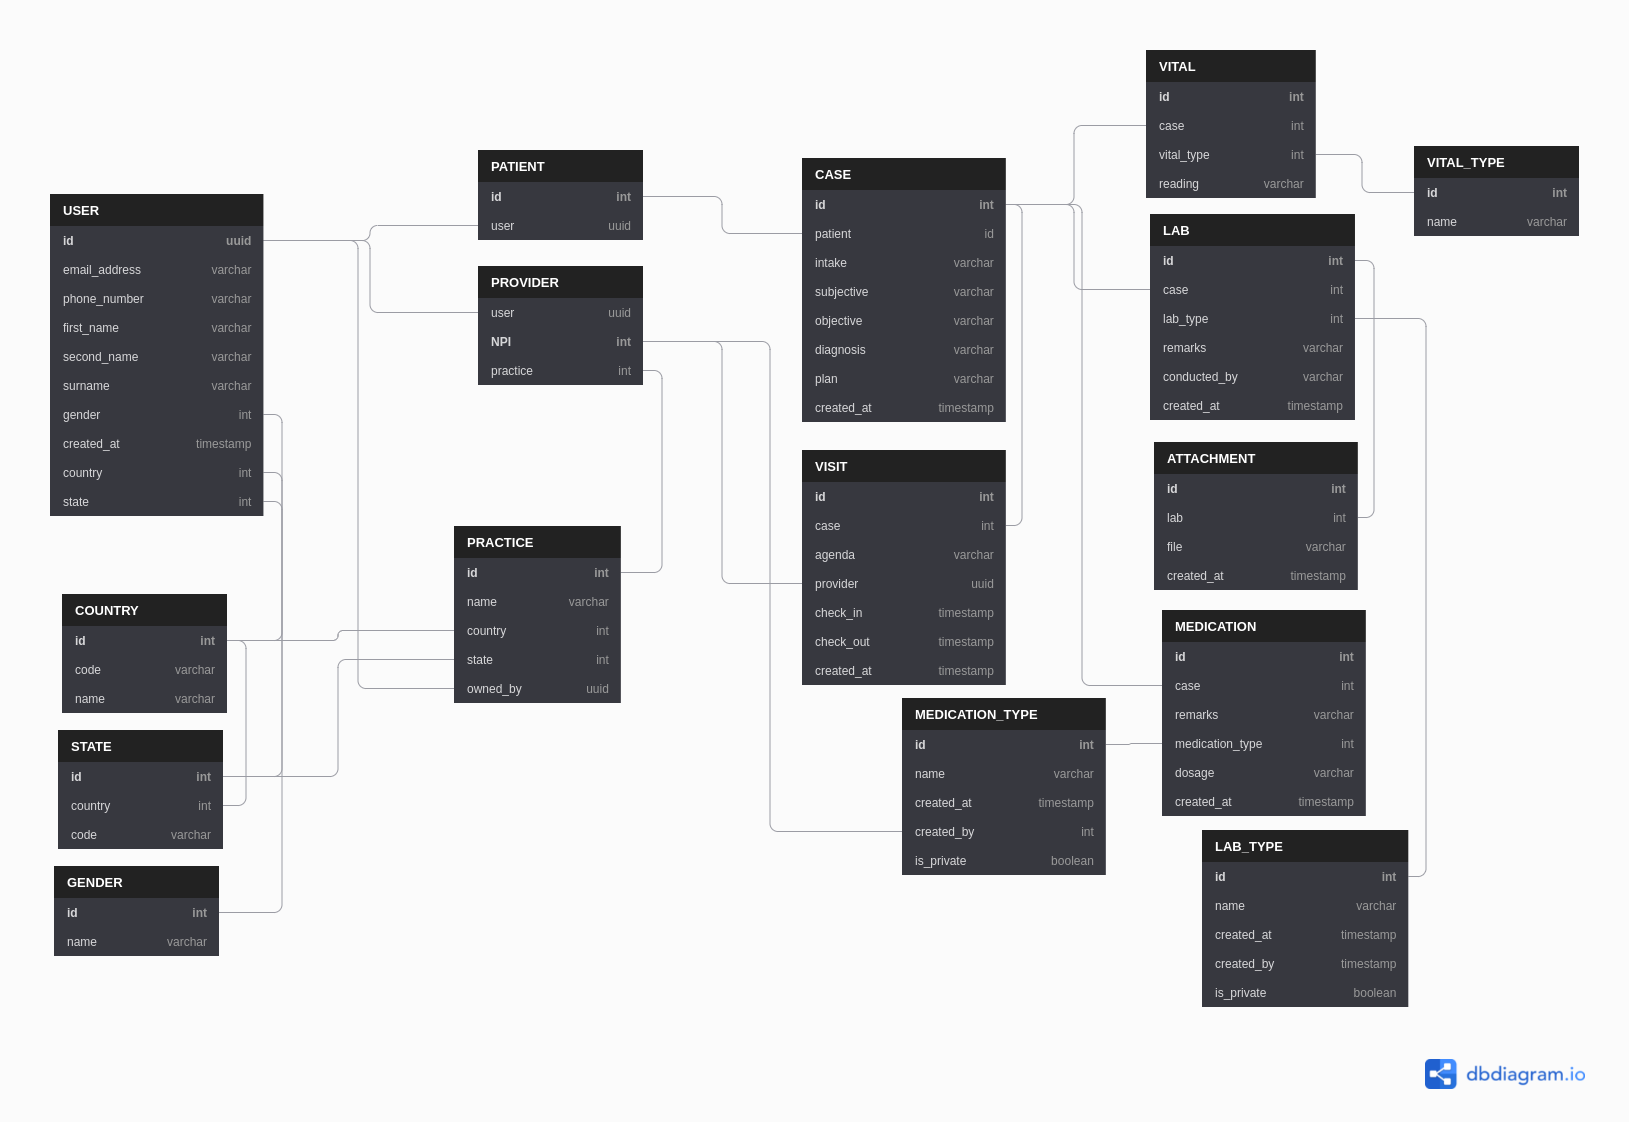 USER
id uuid
email_address varchar
phone_number varchar
first_name varchar
second_name varchar
surname varchar
gender int
created_at timestamp
country int
state int
COUNTRY
id int
code varchar
name varchar
STATE
id int
country int
code varchar
GENDER
id int
name varchar
PATIENT
id int
user uuid
PROVIDER
user uuid
NPI int
practice int
PRACTICE
id int
name varchar
country int
state int
owned_by uuid
CASE
id int
patient id
intake varchar
subjective varchar
objective varchar
diagnosis varchar
plan varchar
created_at timestamp
VISIT
id int
case int
agenda varchar
provider uuid
check_in timestamp
check_out timestamp
created_at timestamp
MEDICATION_TYPE
id int
name varchar
created_at timestamp
created_by int
is_private boolean
VITAL
id int
case int
vital_type int
reading varchar
VITAL_TYPE
id int
name varchar
LAB
id int
case int
lab_type int
remarks varchar
conducted_by varchar
created_at timestamp
ATTACHMENT
id int
lab int
file varchar
created_at timestamp
MEDICATION
id int
case int
remarks varchar
medication_type int
dosage varchar
created_at timestamp
LAB_TYPE
id int
name varchar
created_at timestamp
created_by timestamp
is_private boolean
dbdiagram.io